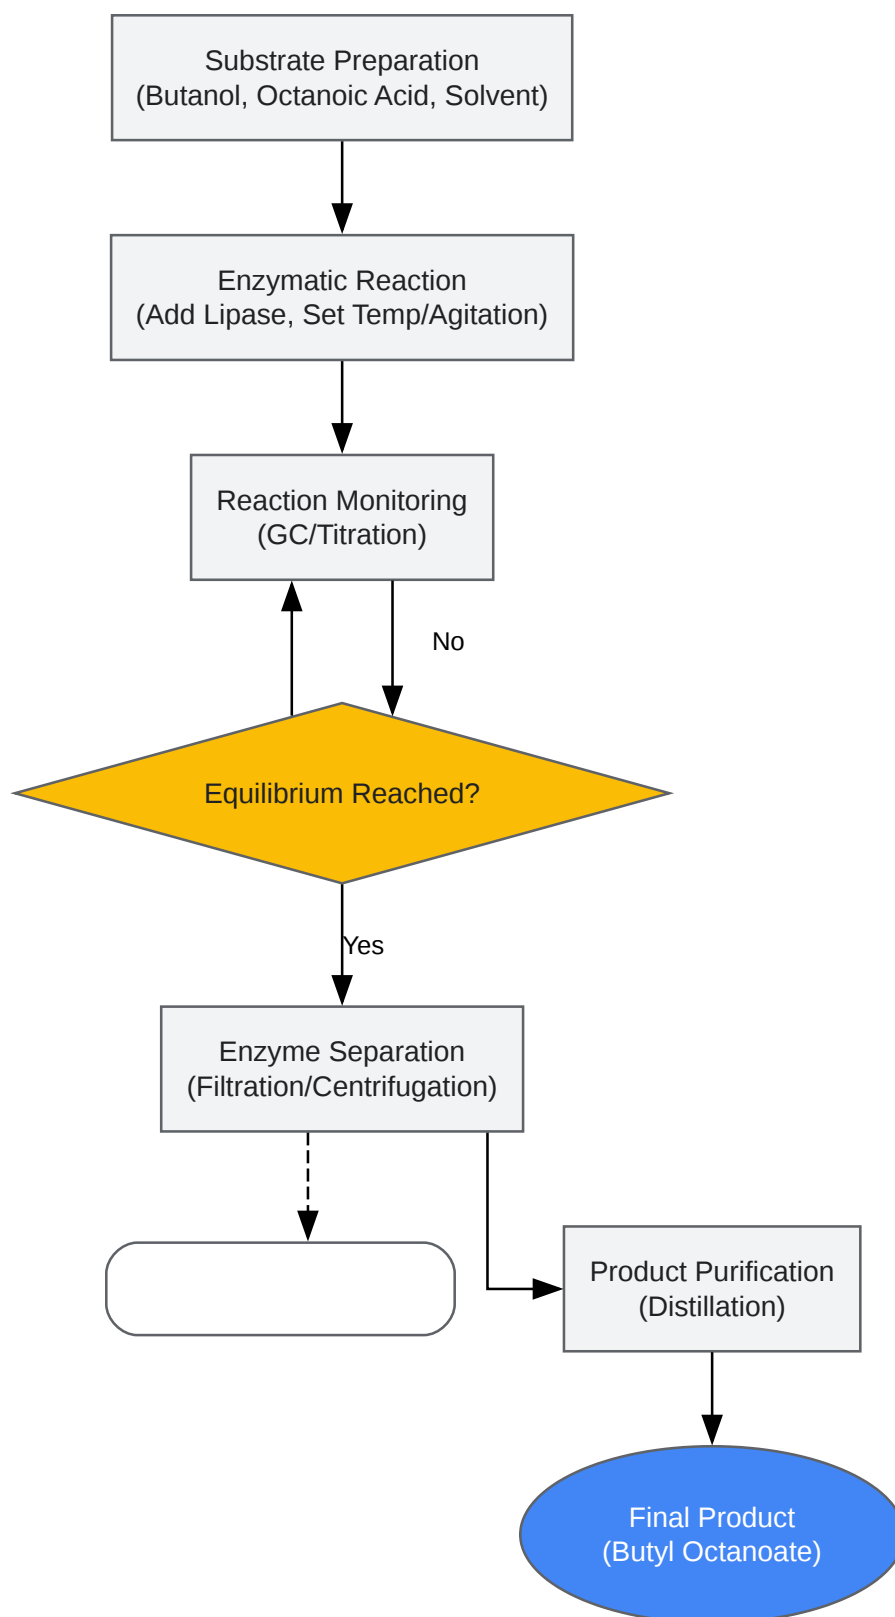 Substrate Preparation
(Butanol, Octanoic Acid, Solvent)
Enzymatic Reaction
(Add Lipase, Set Temp/Agitation)
Reaction Monitoring
(GC/Titration)
No
Equilibrium Reached?
Yes
Enzyme Separation
(Filtration/Centrifugation)
Product Purification
(Distillation)
Final Product
(Butyl Octanoate)